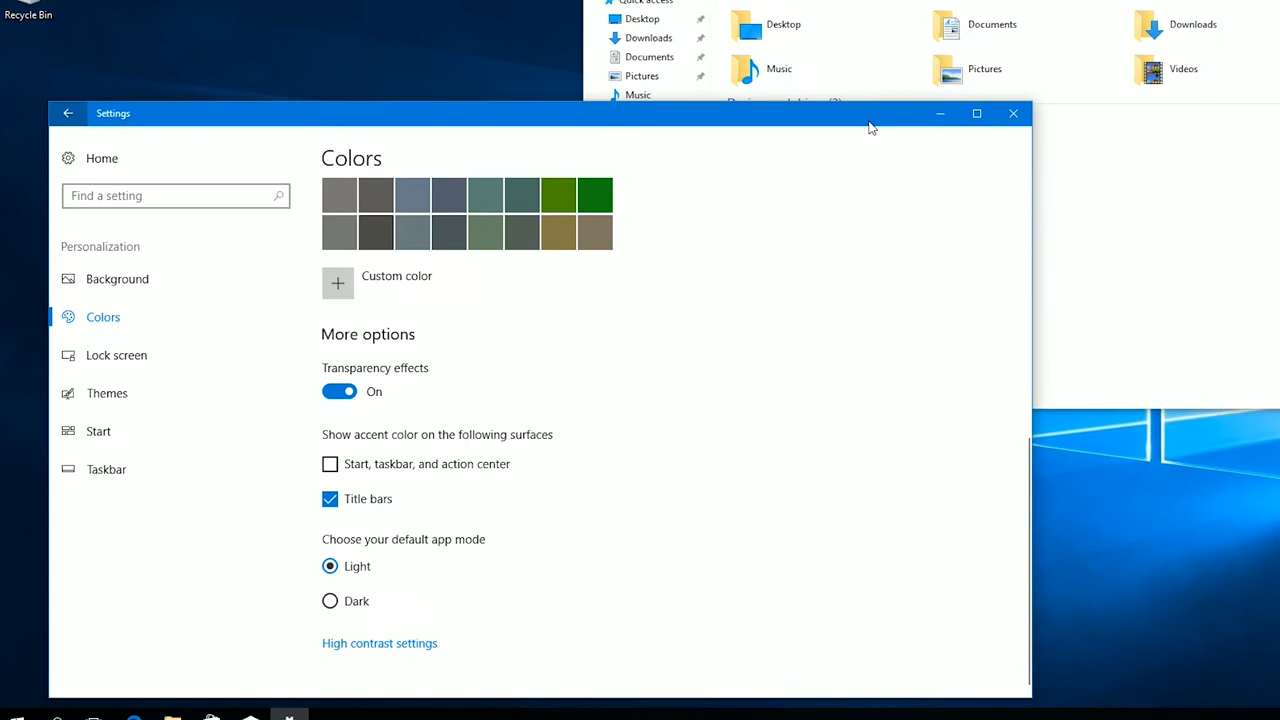 Recycle Bin
Quick access
Desktop
Downloads
Documents
Pictures
Music
Desktop
Documents
Downloads
Music
Pictures
Videos
Settings
Home
Find a setting
Personalization
Background
Colors
Lock screen
Themes
Start
Taskbar
Colors
Custom color
More options
Transparency effects
On
Show accent color on the following surfaces
Start, taskbar, and action center
Title bars
Choose your default app mode
Light
Dark
High contrast settings